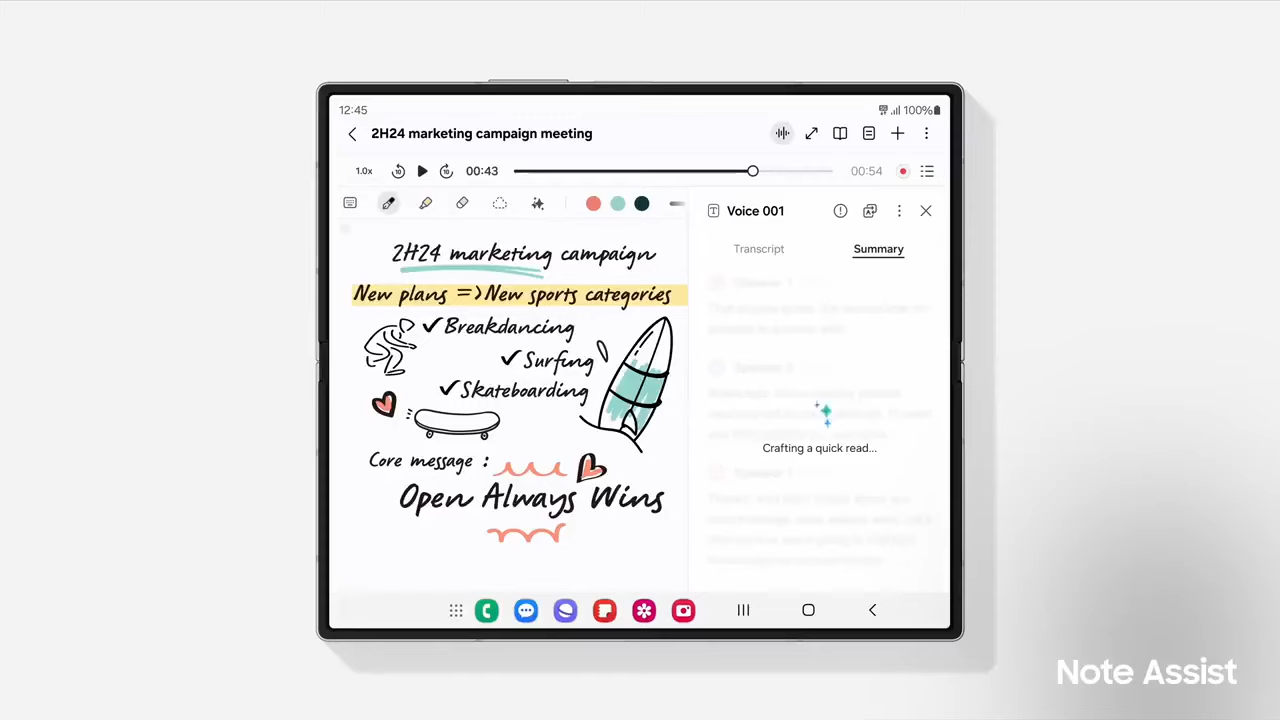 12:45
100%
2H24 marketing campaign meeting
1.0x
10
10
00:43
00:54
Voice 001
Transcript
Summary
2H24 marketing campaign
New plans => New sports categories
✓Breakdancing
✓Surfing
✓Skateboarding
Core message :
Open Always Wins
Crafting a quick read...
Note Assist